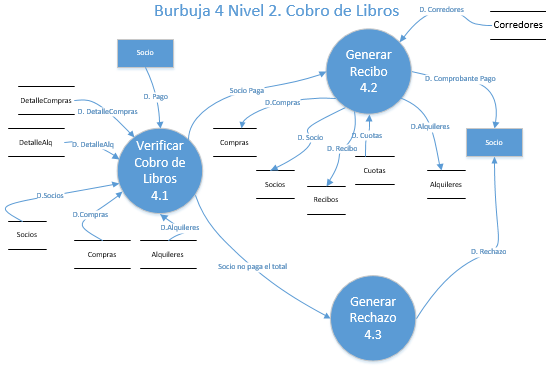 Burbuja 4 Nivel 2. Cobro de Libros
D. Corredores
Corredores
Socio
Generar
Recibo
4.2
D. Pago
Socio Paga
D. Comprobante Pago
DetalleCompras
D. DetalleCompras
D.Compras
DetalleAlq
D. DetalleAlq
Verificar
Cobro de
Libros
4.1
Compras
D. Socio
D. Recibo
D. Cuotas
D.Alquileres
Socio
Socios
Recibos
Cuotas
Alquileres
D.Socios
Socios
D.Compras
Compras
D.Alquileres
Alquileres
Socio no paga el total
D. Rechazo
Generar
Rechazo
4.3